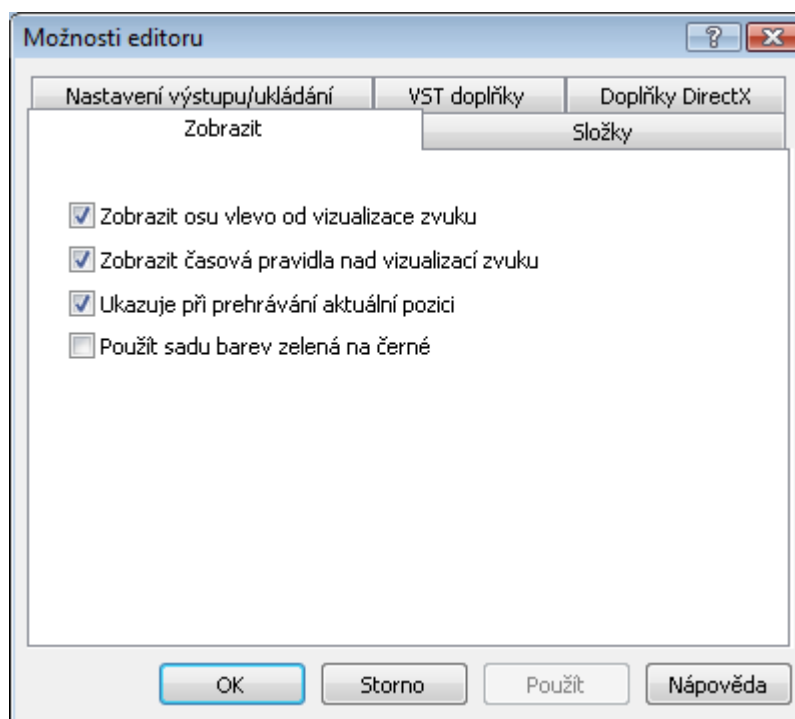 Možnosti editoru
Nastavení výstupu/ukládání VST doplňky Doplňky DirectX
Zobrazit Složky
Zobrazit osu vlevo od vizualizace zvuku
Zobrazit časová pravidla nad vizualizací zvuku
Ukazuje při prehrávání aktuální pozici
Použít sadu barev zelená na černé
OK Storno Použít Nápověda